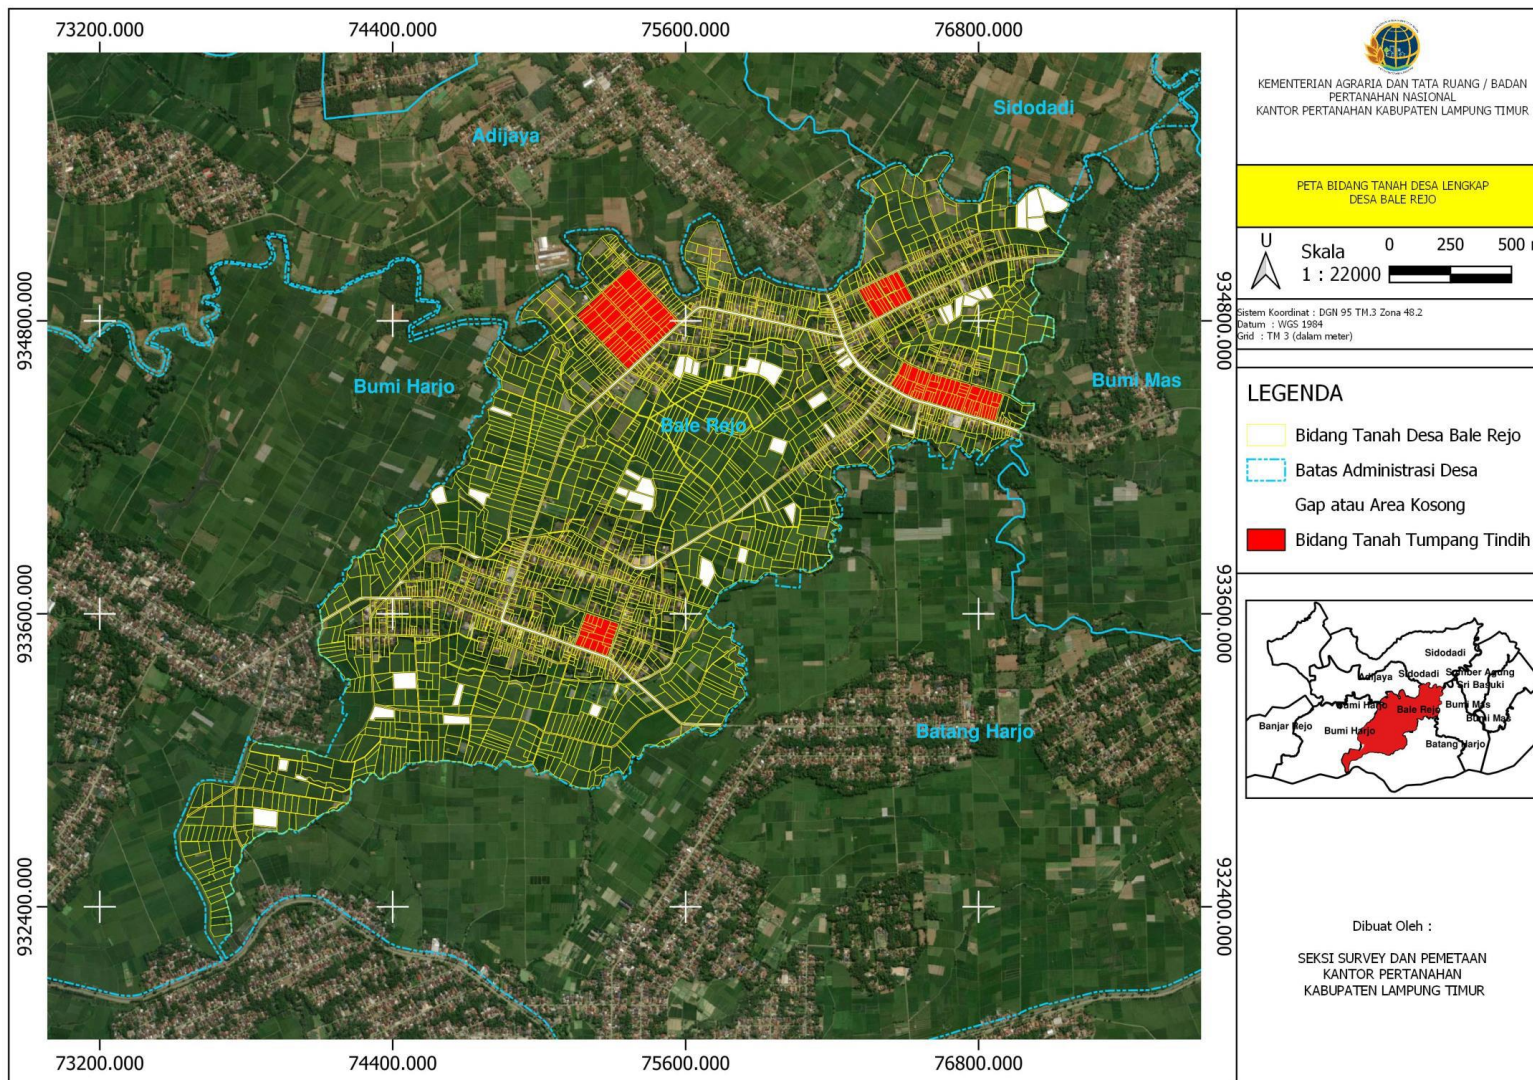 73200.000
74400.000
75600.000
76800.000
934800.000
933600.000
932400.000
Adijaya
Sidodadi
Bumi Harjo
Bale Rejo
Bumi Mas
Batang Harjo
934800.000
933600.000
932400.000
73200.000
74400.000
75600.000
76800.000
KEMENTERIAN AGRARIA DAN TATA RUANG / BADAN
PERTANAHAN NASIONAL
KANTOR PERTANAHAN KABUPATEN LAMPUNG TIMUR
PETA BIDANG TANAH DESA LENGKAP
DESA BALE REJO
U
Skala
1 : 22000
0 250 500
Sistem Koordinat : DGN 95 TM.3 Zona 48.2
Datum : WGS 1984
Grid : TM 3 (dalam meter)
LEGENDA
Bidang Tanah Desa Bale Rejo
Batas Administrasi Desa
Gap atau Area Kosong
Bidang Tanah Tumpang Tindih
Sidodadi
Adijaya
Sidodadi
Sumber Agung
Sri Basuki
Bumi Harjo
Bale Rejo
Bumi Mas
Bumi Mas
Banjar Rejo
Bumi Harjo
Batang Harjo
Dibuat Oleh :
SEKSI SURVEY DAN PEMETAAN
KANTOR PERTANAHAN
KABUPATEN LAMPUNG TIMUR